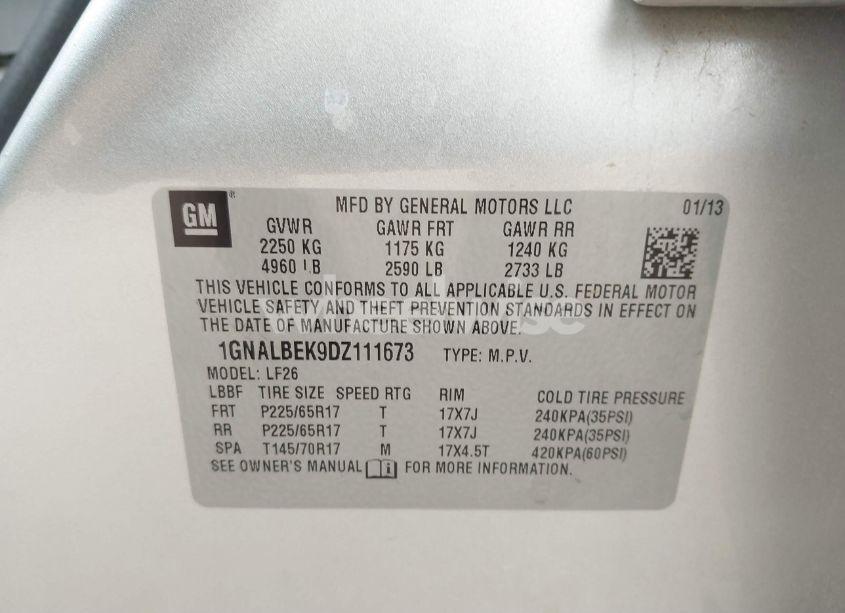 GM ®
MFD BY GENERAL MOTORS LLC 01/13
GVWR GAWR FRT GAWR RR
2250 KG 1175 KG 1240 KG
4960 LB 2590 LB 2733 LB
THIS VEHICLE CONFORMS TO ALL APPLICABLE U.S. FEDERAL MOTOR
VEHICLE SAFETY AND THEFT PREVENTION STANDARDS IN EFFECT ON
THE DATE OF MANUFACTURE SHOWN ABOVE.
1GNALBEK9DZ111673 TYPE: M.P.V.
MODEL: LF26
LBBF TIRE SIZE SPEED RTG RIM COLD TIRE PRESSURE
FRT P225/65R17 T 17X7J 240KPA(35PSI)
RR P225/65R17 T 17X7J 240KPA(35PSI)
SPA T145/70R17 M 17X4.5T 420KPA(60PSI)
SEE OWNER'S MANUAL FOR MORE INFORMATION.